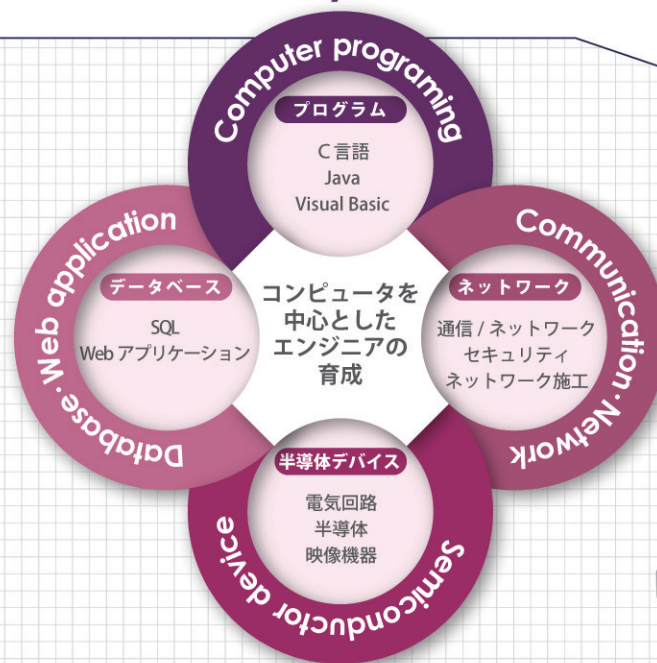 Computer programing
プログラム
C言語
Java
Visual Basic
Database・Web application
データベース
SQL
Webアプリケーション
コンピュータを
中心とした
エンジニアの
育成
Communication・Network
ネットワーク
通信 / ネットワーク
セキュリティ
ネットワーク施工
半導体デバイス
電気回路
半導体
映像機器
Semiconductor device